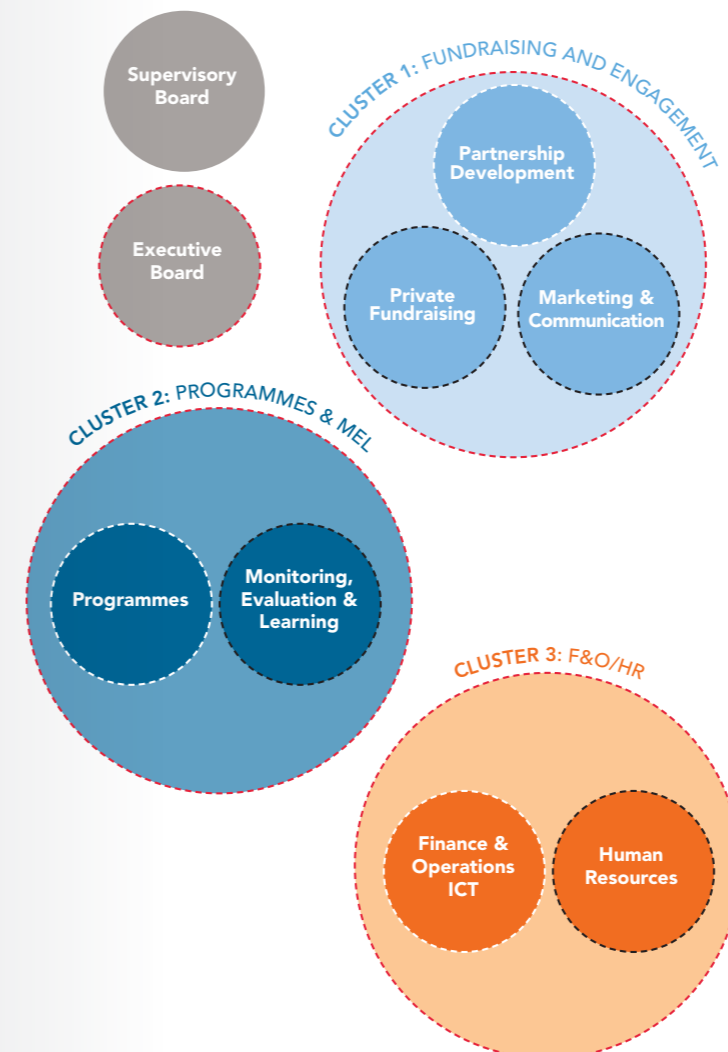 Supervisory
Board
Executive
Board
CLUSTER 1: FUNDRAISING AND ENGAGEMENT
Partnership
Development
Private
Fundraising
Marketing &
Communication
CLUSTER 2: PROGRAMMES & MEL
Programmes
Monitoring,
Evaluation &
Learning
CLUSTER 3: F&O/HR
Finance &
Operations
ICT
Human
Resources